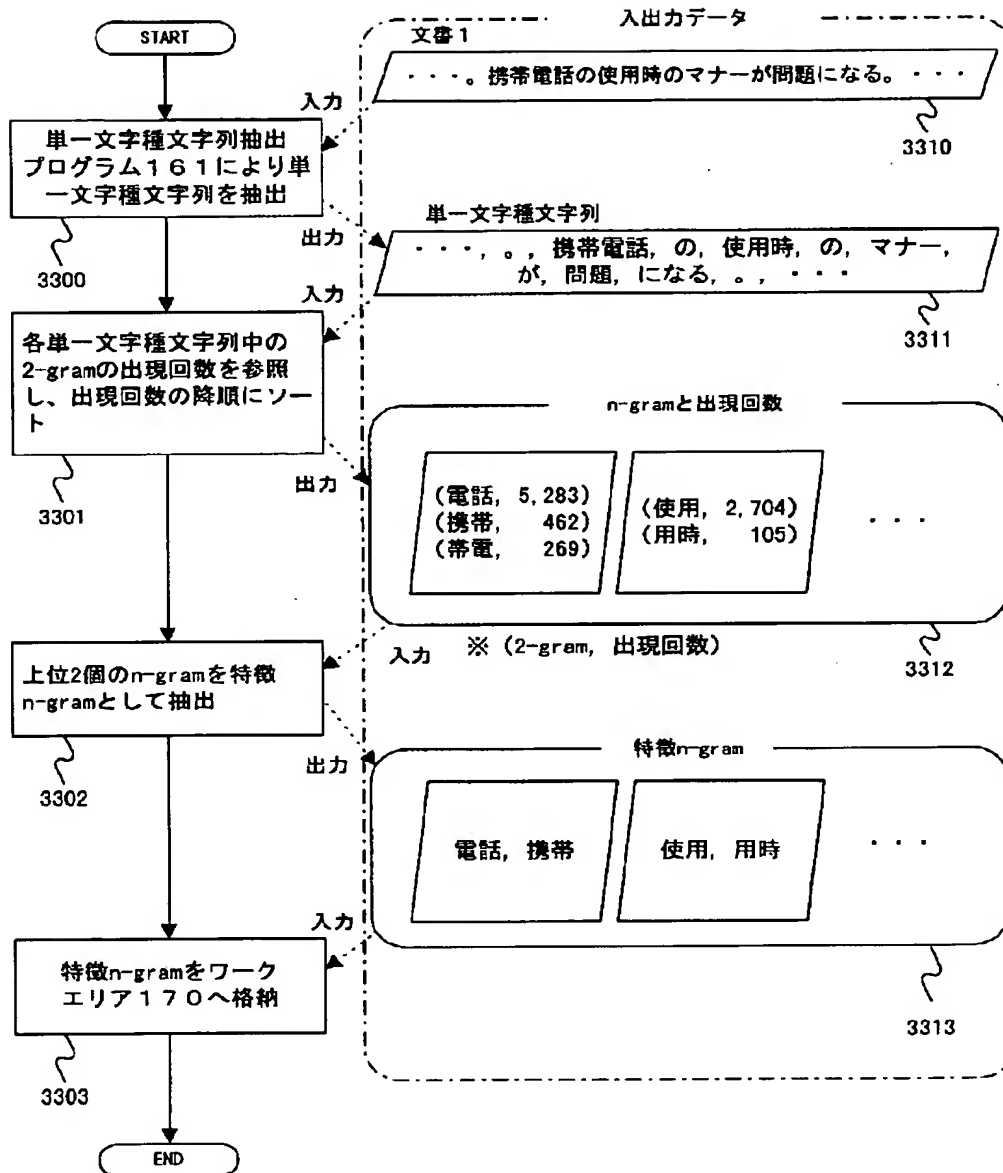 START
単一文字種文字列抽出
プログラム161により単
一文字種文字列を抽出
3300
各単一文字種文字列中の
2-gramの出現回数を参照
し、出現回数の降順にソー
ト
3301
上位2個のn-gramを特徴
n-gramとして抽出
3302
特徴n-gramをワーク
エリア170へ格納
3303
END
入力
出力
入力
出力
入力
出力
入力
入出力データ
文書1
・・・。携帯電話の使用時のマナーが問題になる。・・・
3310
単一文字種文字列
・・・, 。, 携帯電話, の, 使用時, の, マナー,
が, 問題, になる, 。, ・・・
3311
n-gramと出現回数
(電話, 5,283)
(携帯, 462)
(帯電, 269)
(使用, 2,704)
(用時, 105)
・・・
※ (2-gram, 出現回数)
3312
特徴n-gram
電話, 携帯
使用, 用時
・・・
3313